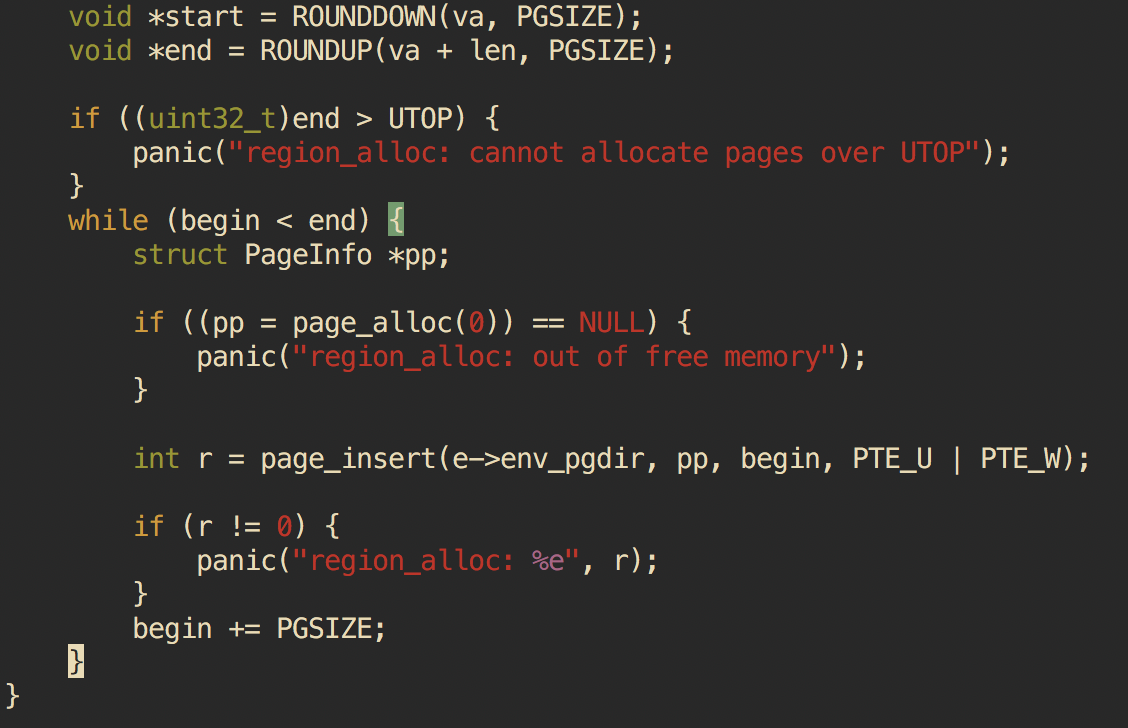 void *start = ROUNDDOWN(va, PGSIZE);
void *end = ROUNDUP(va + len, PGSIZE);

if ((uint32_t)end > UTOP) {
    panic("region_alloc: cannot allocate pages over UTOP");
}
while (begin < end) {
    struct PageInfo *pp;

    if ((pp = page_alloc(0)) == NULL) {
        panic("region_alloc: out of free memory");
    }

    int r = page_insert(e->env_pgdir, pp, begin, PTE_U | PTE_W);

    if (r != 0) {
        panic("region_alloc: %e", r);
    }
    begin += PGSIZE;
}
}